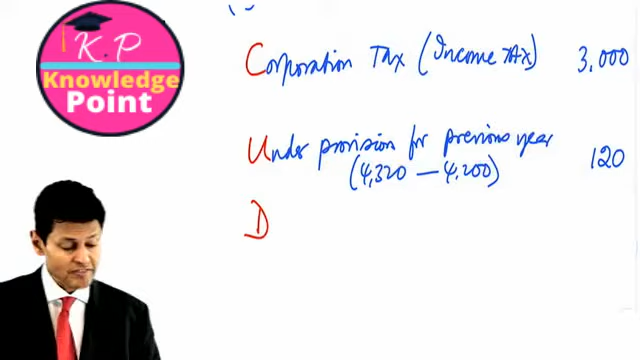 K.P
Knowledge
Point
Corporation Tax (Income TAX) 3,000
Under provision for previous year
(4,320 — 4,200) 120
D